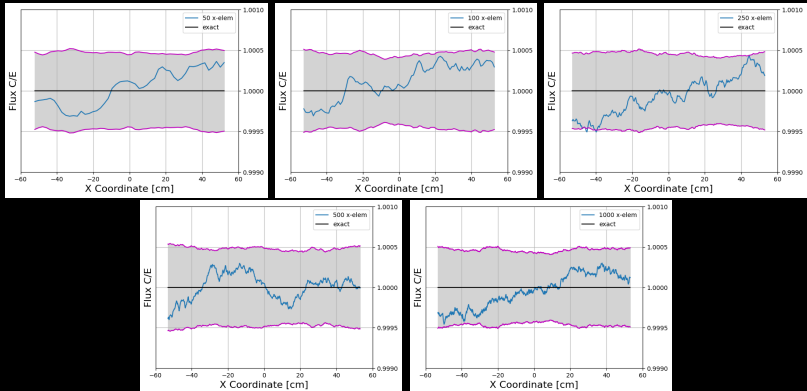 50 x-elem
exact
Flux C/E
1.0010
1.0005
1.0000
0.9995
0.9990
−60 −40 −20 0 20 40 60
X Coordinate [cm]
100 x-elem
exact
Flux C/E
1.0010
1.0005
1.0000
0.9995
0.9990
−60 −40 −20 0 20 40 60
X Coordinate [cm]
250 x-elem
exact
Flux C/E
1.0010
1.0005
1.0000
0.9995
0.9990
−60 −40 −20 0 20 40 60
X Coordinate [cm]
500 x-elem
exact
Flux C/E
1.0010
1.0005
1.0000
0.9995
0.9990
−60 −40 −20 0 20 40 60
X Coordinate [cm]
1000 x-elem
exact
Flux C/E
1.0010
1.0005
1.0000
0.9995
0.9990
−60 −40 −20 0 20 40 60
X Coordinate [cm]